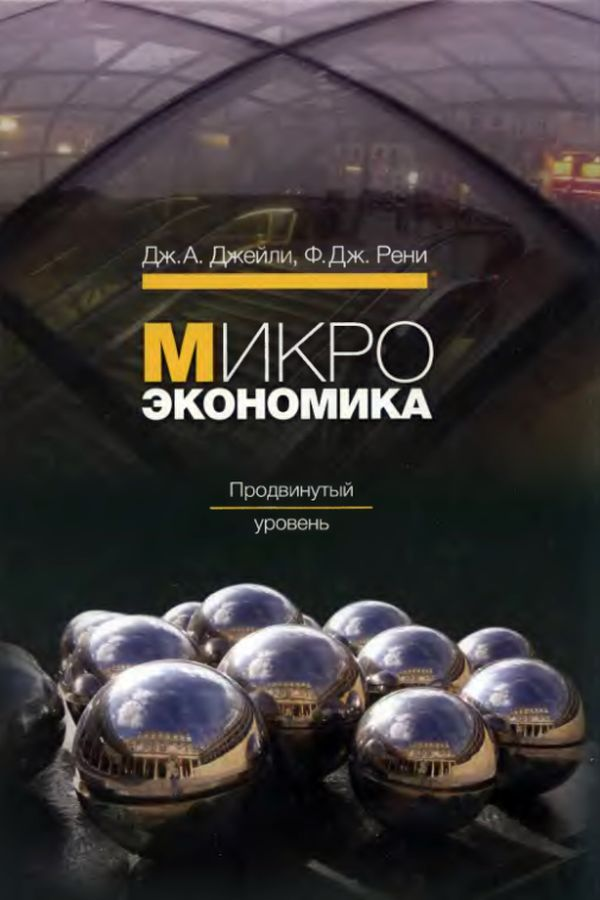 Дж. А. Джейли, Ф. Дж. Рени
МИКРО
ЭКОНОМИКА
Продвинутый
уровень